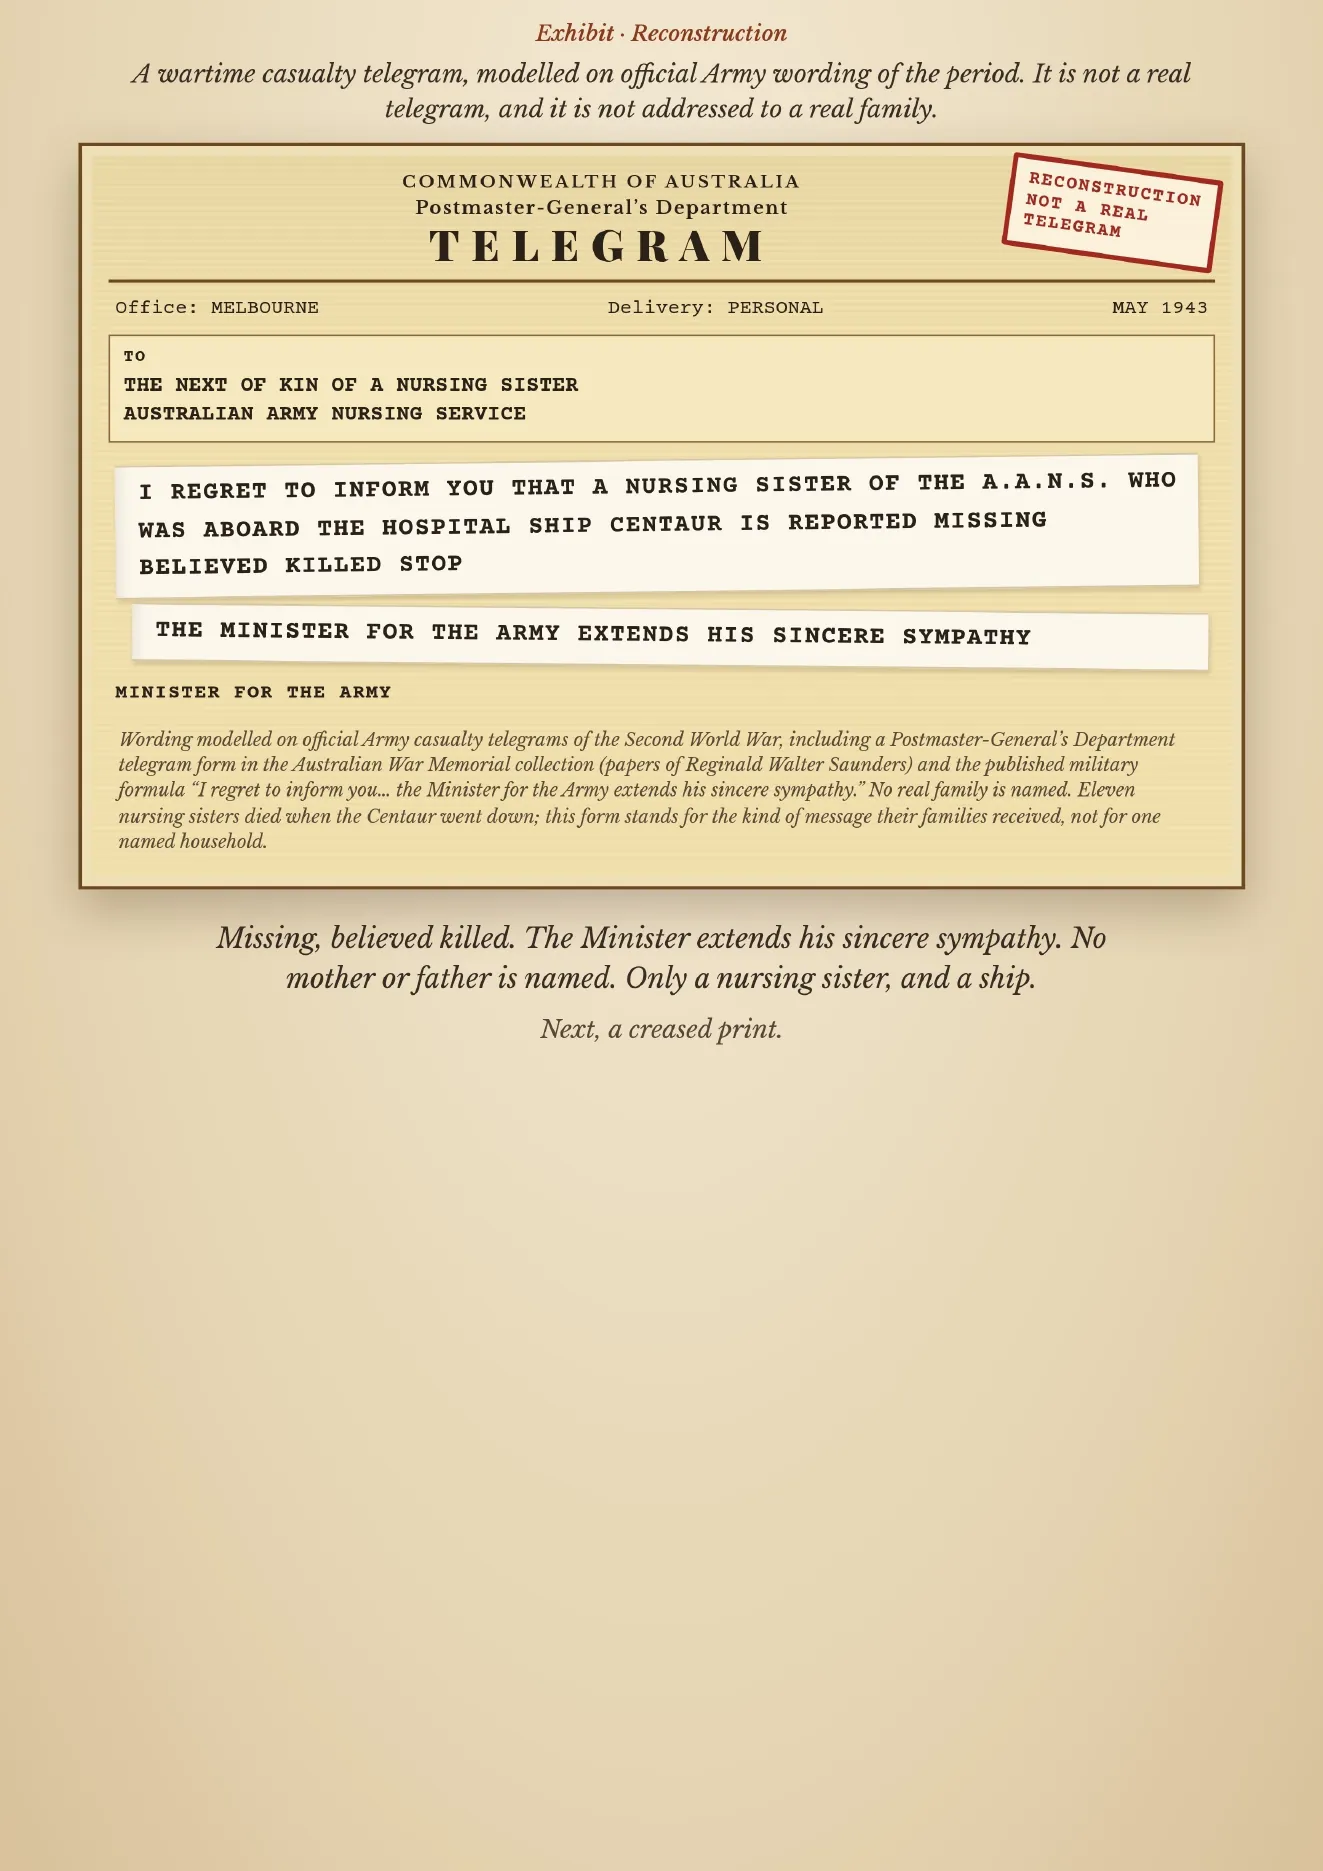 Exhibit · Reconstruction
A wartime casualty telegram, modelled on official Army wording of the period. It is not a real
telegram, and it is not addressed to a real family.
COMMONWEALTH OF AUSTRALIA
Postmaster-General’s Department
TELEGRAM
RECONSTRUCTION
NOT A REAL
TELEGRAM
Office: MELBOURNE Delivery: PERSONAL MAY 1943
TO
THE NEXT OF KIN OF A NURSING SISTER
AUSTRALIAN ARMY NURSING SERVICE
I REGRET TO INFORM YOU THAT A NURSING SISTER OF THE A.A.N.S. WHO
WAS ABOARD THE HOSPITAL SHIP CENTAUR IS REPORTED MISSING
BELIEVED KILLED STOP
THE MINISTER FOR THE ARMY EXTENDS HIS SINCERE SYMPATHY
MINISTER FOR THE ARMY
Wording modelled on official Army casualty telegrams of the Second World War, including a Postmaster-General’s Department
telegram form in the Australian War Memorial collection (papers of Reginald Walter Saunders) and the published military
formula “I regret to inform you… the Minister for the Army extends his sincere sympathy.” No real family is named. Eleven
nursing sisters died when the Centaur went down; this form stands for the kind of message their families received, not for one
named household.
Missing, believed killed. The Minister extends his sincere sympathy. No
mother or father is named. Only a nursing sister, and a ship.
Next, a creased print.